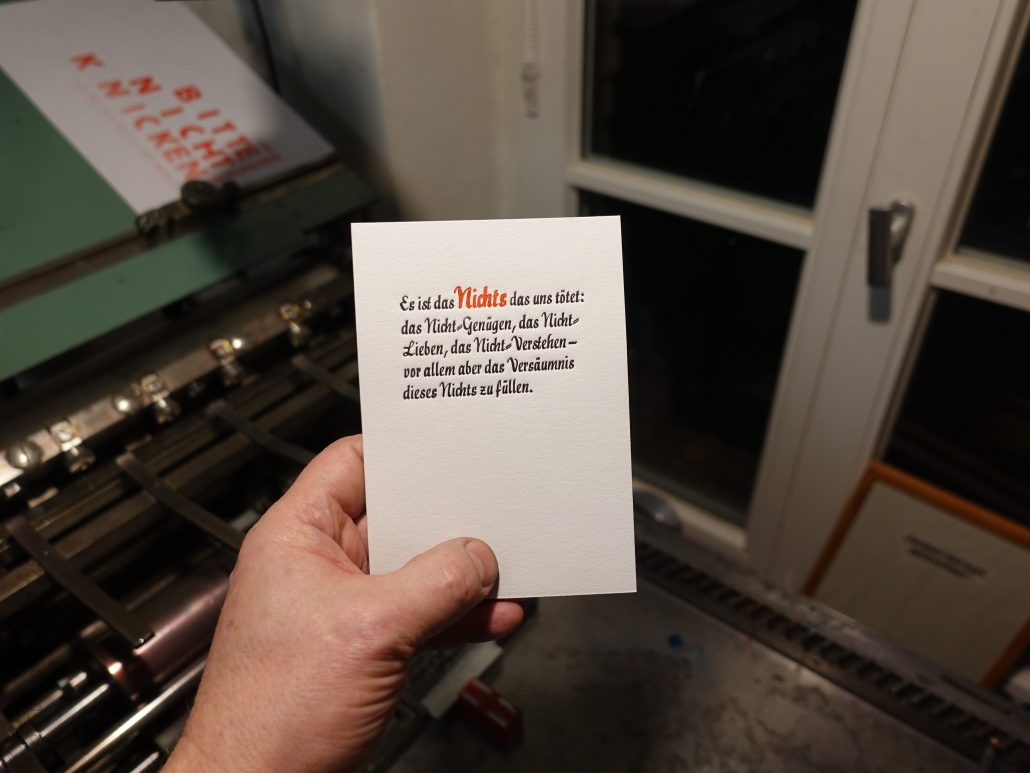 BITTE
NICHT
KNICKEN
Es ist das Nichts das uns tötet:
das Nicht-Genügen, das Nicht-
Lieben, das Nicht-Verstehen –
vor allem aber das Versäumnis
dieses Nichts zu füllen.